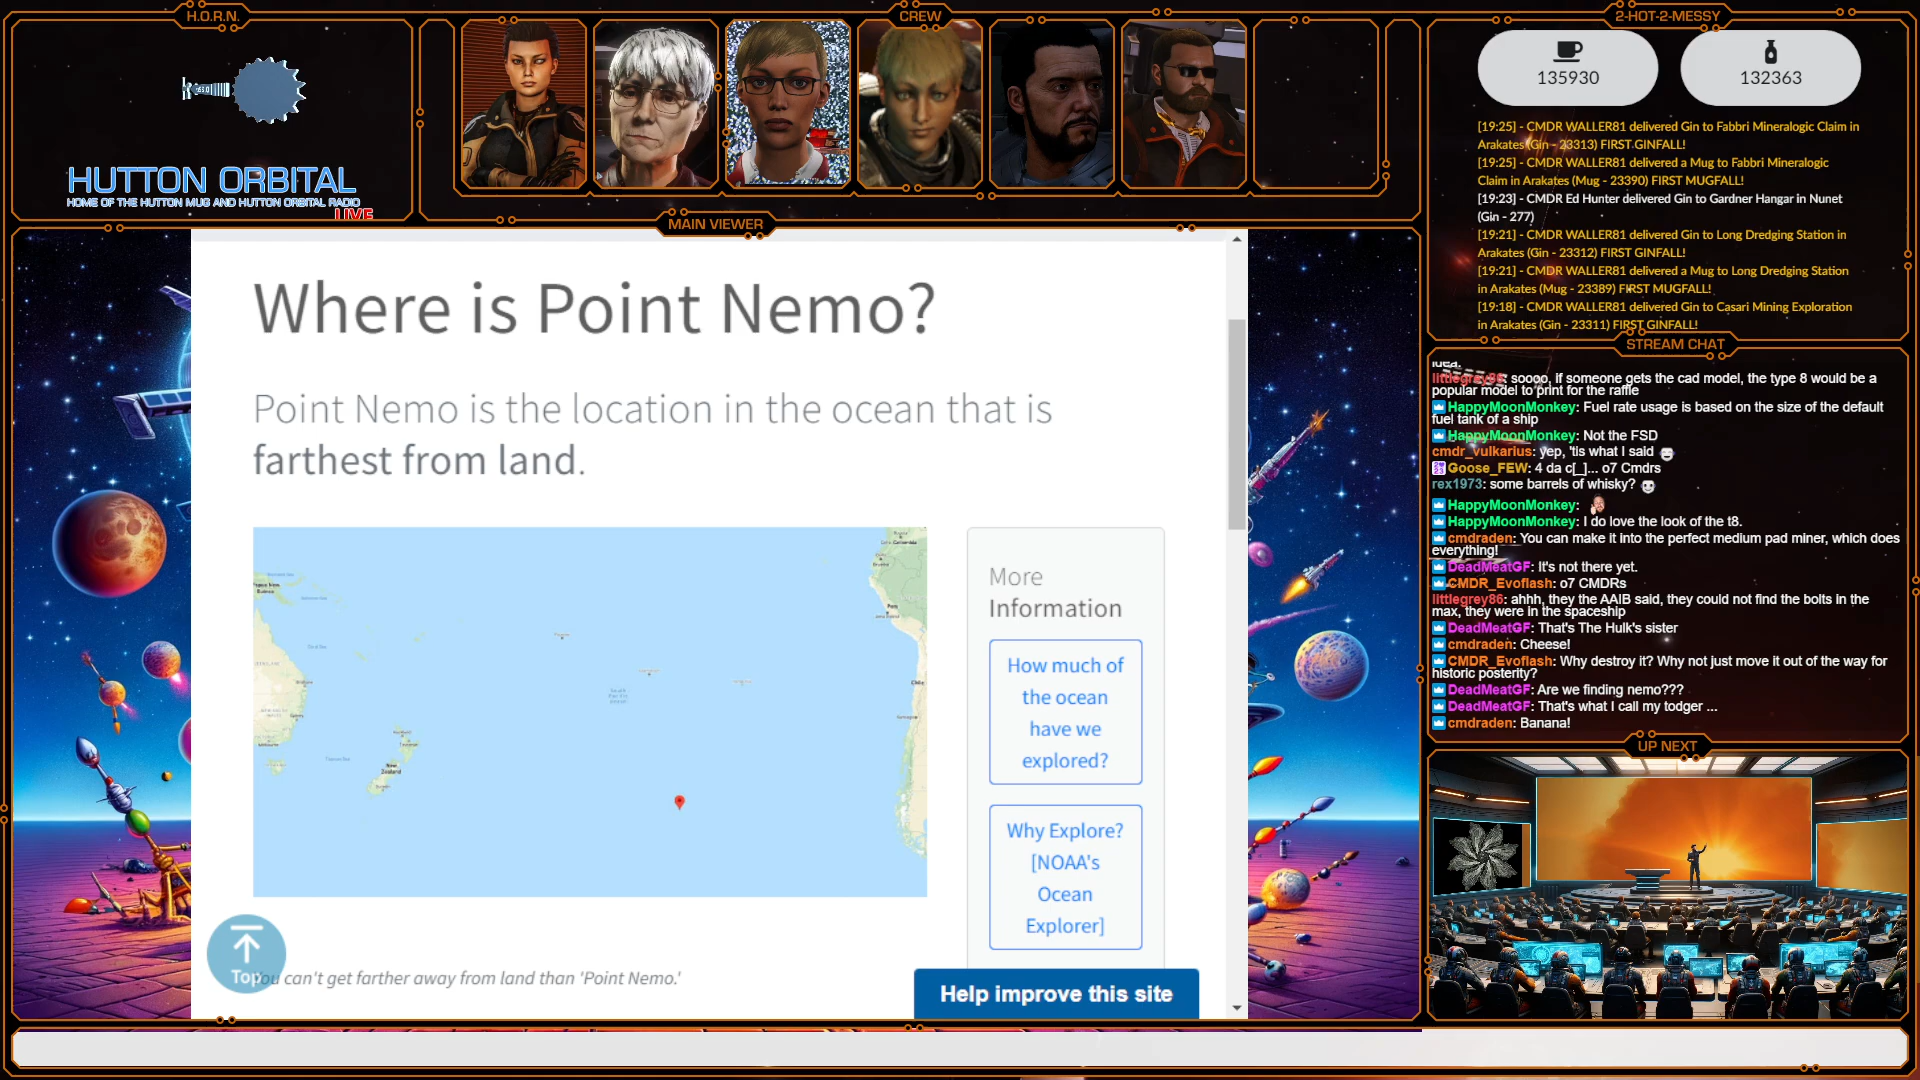 H.O.R.N.
CREW
2-HOT-2-MESSY
HUTTON ORBITAL
HOME OF THE HUTTON MUG AND HUTTON ORBITAL RADIO
LIVE
135930
132363
[19:25] - CMDR WALLER81 delivered Gin to Fabbri Mineralogic Claim in
Arakates (Gin - 23313) FIRST GINFALL!
[19:25] - CMDR WALLER81 delivered a Mug to Fabbri Mineralogic
Claim in Arakates (Mug - 23390) FIRST MUGFALL!
[19:23] - CMDR Ed Hunter delivered Gin to Gardner Hangar in Nunet
(Gin - 277)
[19:21] - CMDR WALLER81 delivered Gin to Long Dredging Station in
Arakates (Gin - 23312) FIRST GINFALL!
[19:21] - CMDR WALLER81 delivered a Mug to Long Dredging Station
in Arakates (Mug - 23389) FIRST MUGFALL!
[19:18] - CMDR WALLER81 delivered Gin to Casari Mining Exploration
in Arakates (Gin - 23311) FIRST GINFALL!
MAIN VIEWER
Where is Point Nemo?
Point Nemo is the location in the ocean that is
farthest from land.
New
Zealand
More
Information
How much of
the ocean
have we
explored?
Why Explore?
[NOAA's
Ocean
Explorer]
Top
You can't get farther away from land than 'Point Nemo.'
Help improve this site
STREAM CHAT
idea.
littlegrey86: soooo, if someone gets the cad model, the type 8 would be a
popular model to print for the raffle
HappyMoonMonkey: Fuel rate usage is based on the size of the default
fuel tank of a ship
HappyMoonMonkey: Not the FSD
cmdr_vulkarius: yep, 'tis what I said
Goose_FEW: 4 da c[_]... o7 Cmdrs
rex1973: some barrels of whisky?
HappyMoonMonkey:
HappyMoonMonkey: I do love the look of the t8.
cmdraden: You can make it into the perfect medium pad miner, which does
everything!
DeadMeatGF: It's not there yet.
CMDR_Evoflash: o7 CMDRs
littlegrey86: ahhh, they the AAIB said, they could not find the bolts in the
max, they were in the spaceship
DeadMeatGF: That's The Hulk's sister
cmdraden: Cheese!
CMDR_Evoflash: Why destroy it? Why not just move it out of the way for
historic posterity?
DeadMeatGF: Are we finding nemo???
DeadMeatGF: That's what I call my todger ...
cmdraden: Banana!
UP NEXT